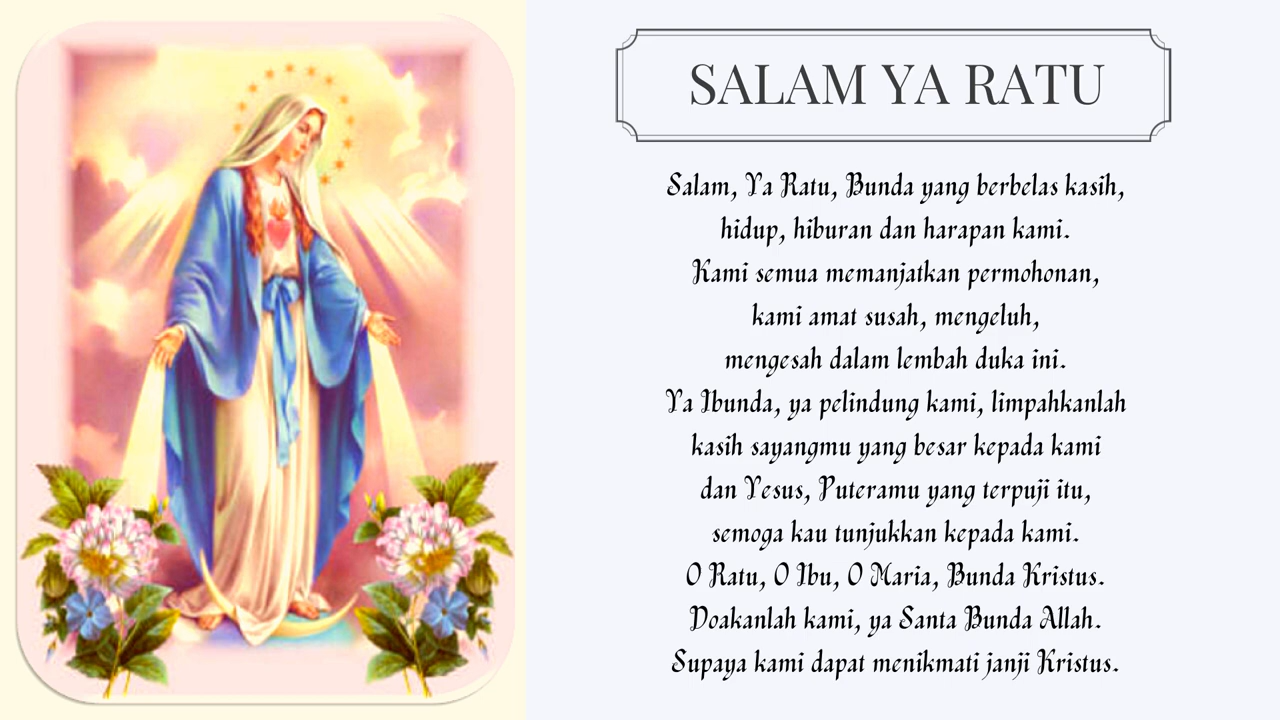 SALAM YA RATU
Salam, Ya Ratu, Bunda yang berbelas kasih,
hidup, hiburan dan harapan kami.
Kami semua memanjatkan permohonan,
kami amat susah, mengeluh,
mengesah dalam lembah duka ini.
Ya Ibunda, ya pelindung kami, limpahkanlah
kasih sayangmu yang besar kepada kami
dan Yesus, Puteramu yang terpuji itu,
semoga kau tunjukkan kepada kami.
O Ratu, O Ibu, O Maria, Bunda Kristus.
Doakanlah kami, ya Santa Bunda Allah.
Supaya kami dapat menikmati janji Kristus.